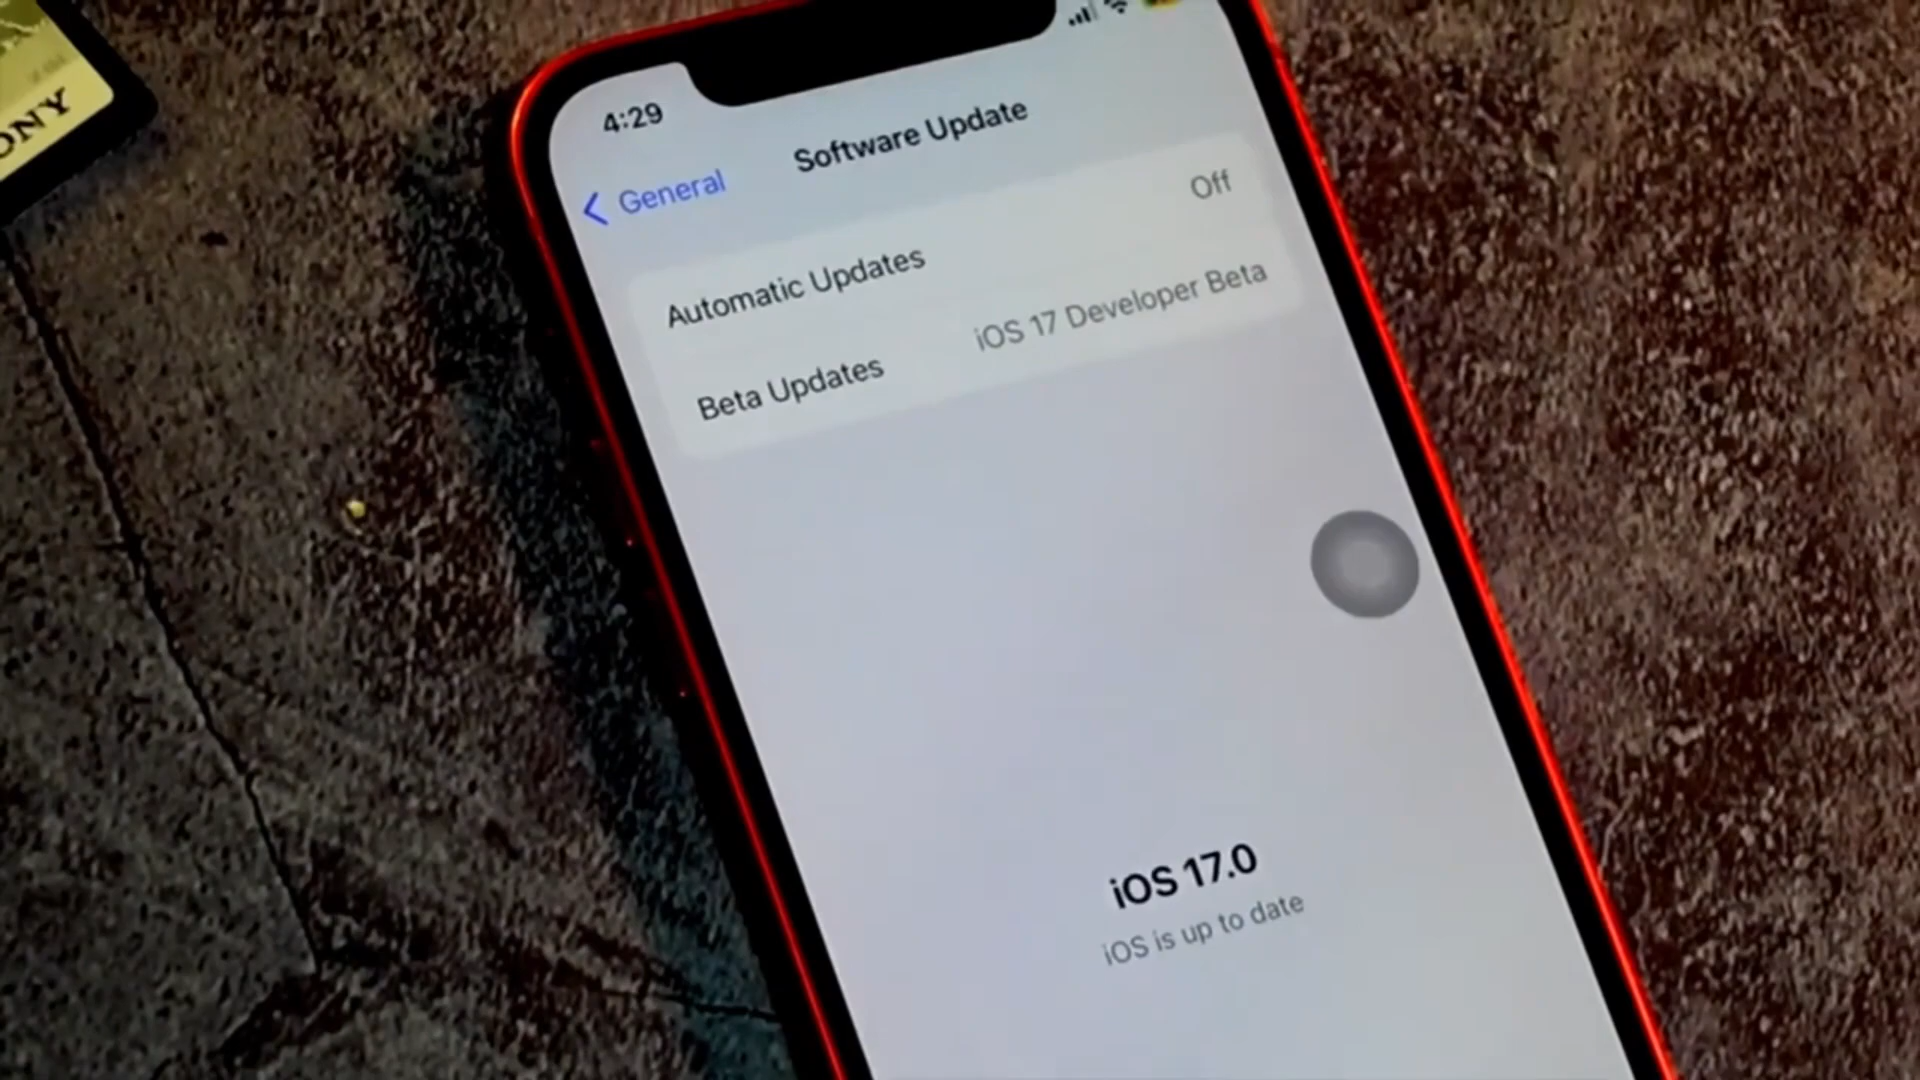 ONY
4:29
Software Update
General
Automatic Updates Off
Beta Updates iOS 17 Developer Beta
iOS 17.0
iOS is up to date